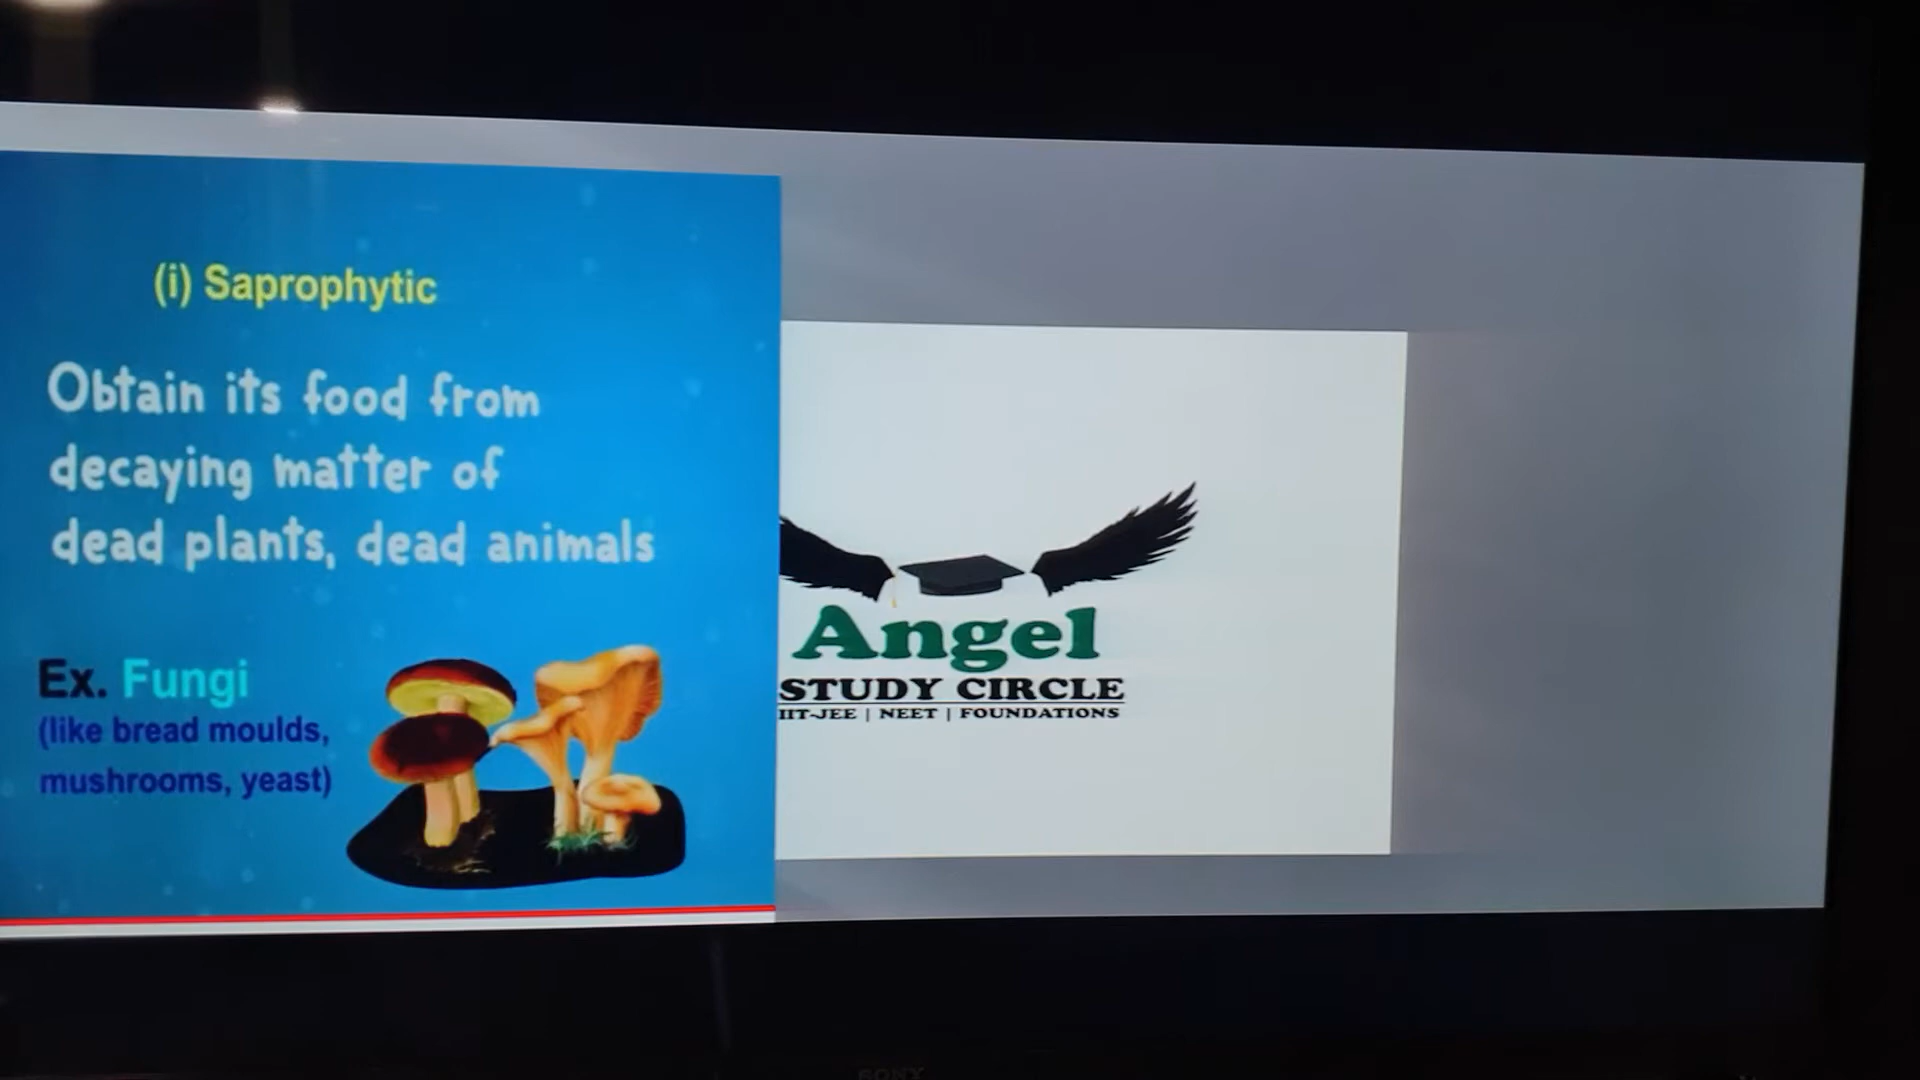 (i) Saprophytic
Obtain its food from
decaying matter of
dead plants, dead animals
Ex. Fungi
(like bread moulds,
mushrooms, yeast)
Angel
STUDY CIRCLE
IIT-JEE | NEET | FOUNDATIONS
SONY